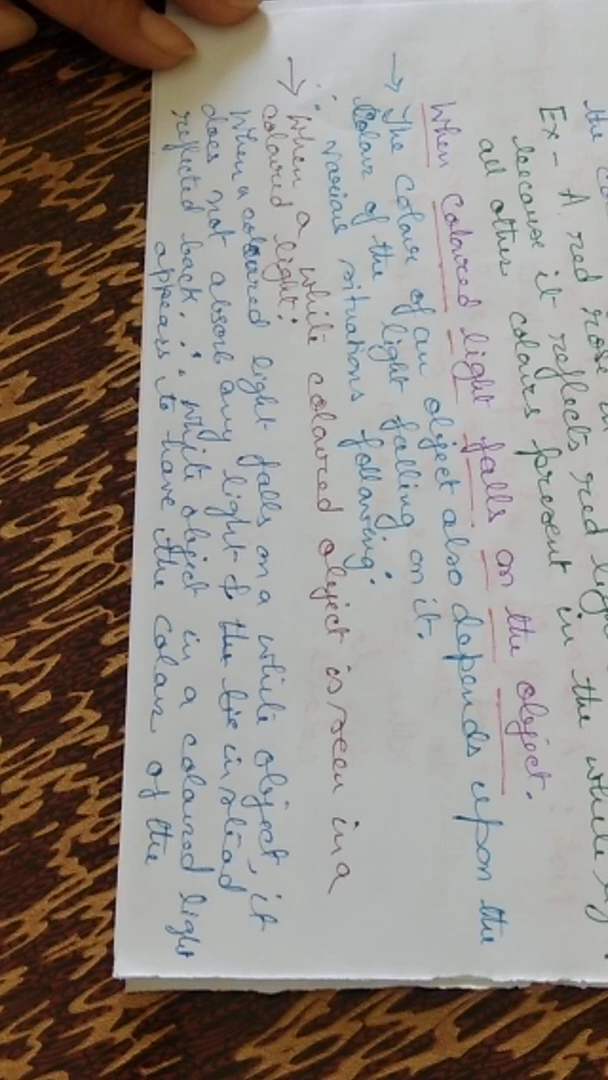 the
Ex - A red rose
because it reflects red
all other colours present in the white
When coloured light falls on the object.
→ The colour of an object also depends upon the
colour of the light falling on it.
∴ Various situations following:
→ When a white coloured object is seen in a
coloured light:
When a coloured light falls on a white object, it
does not absorb any light & the be instead
reflected back. ∴ White object in a coloured light
appears to have the colour of the